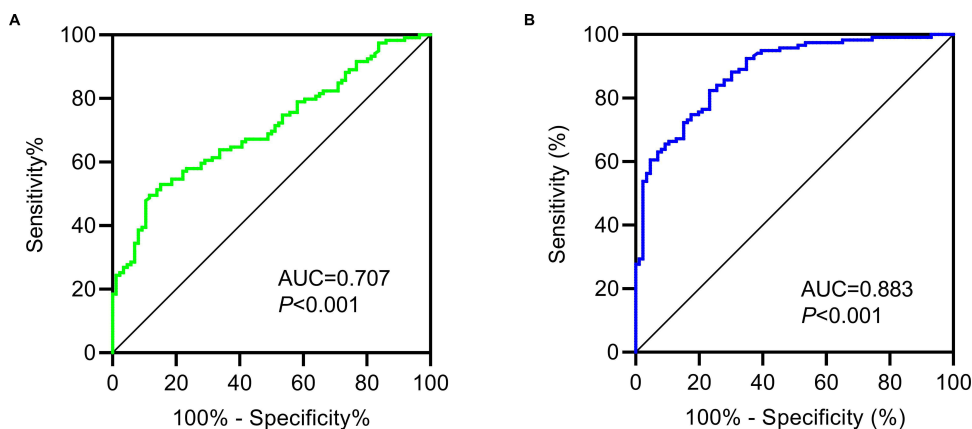 A
100
80
60
40
20
0
Sensitivity%
AUC=0.707
P<0.001
0 20 40 60 80 100
100% - Specificity%
B
100
80
60
40
20
0
Sensitivity (%)
AUC=0.883
P<0.001
0 20 40 60 80 100
100% - Specificity (%)